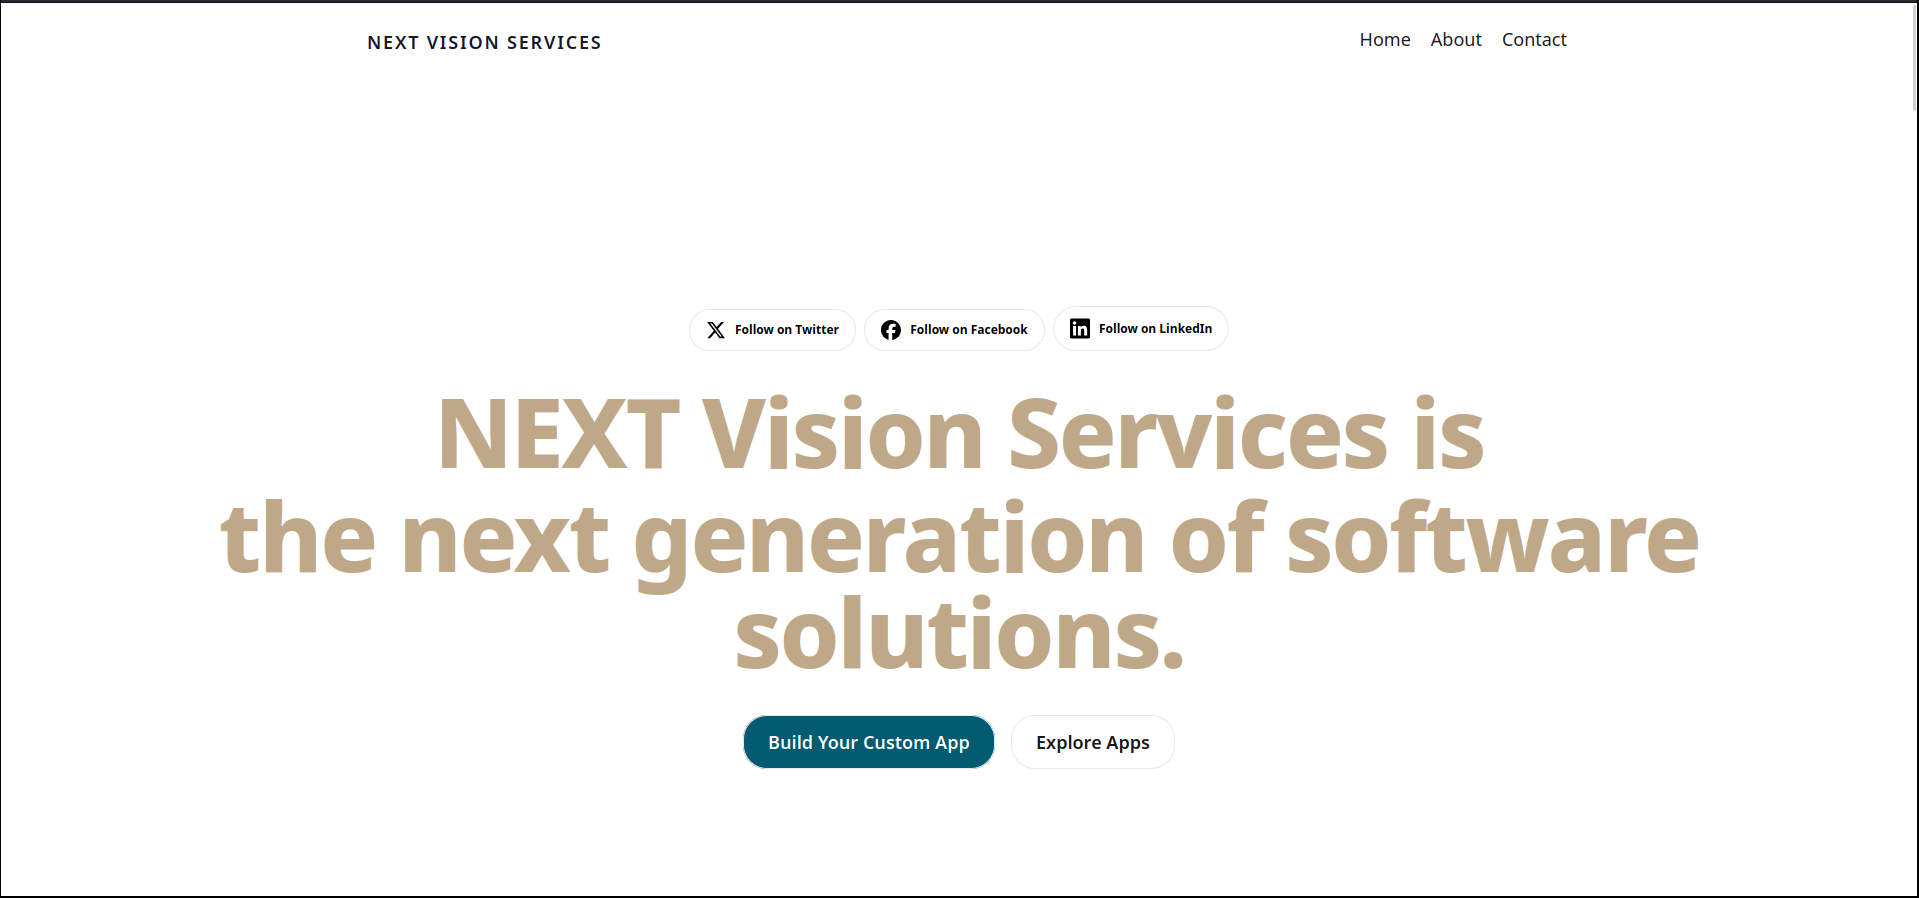 NEXT VISION SERVICES
Home About Contact
Follow on Twitter Follow on Facebook Follow on LinkedIn
NEXT Vision Services is
the next generation of software
solutions.
Build Your Custom App Explore Apps